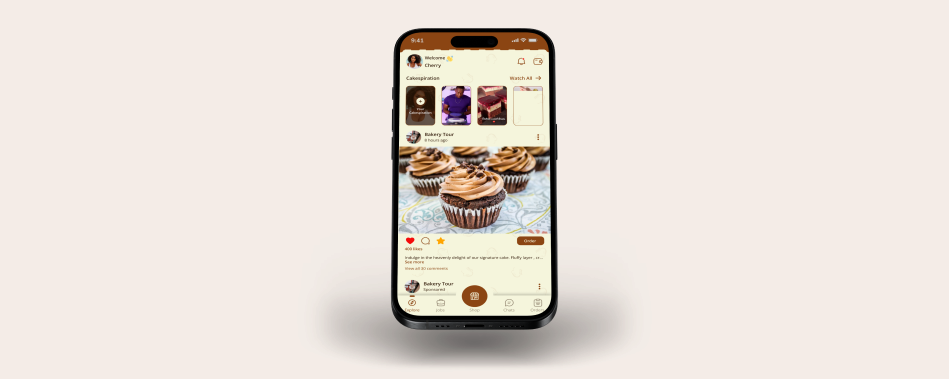 9:41
Welcome 👋
Cherry
Cakespiration
Watch All →
Your
Cakespiration
Bakery Tour
8 hours ago
Order
400 likes
Indulge in the heavenly delight of our signature cake. Fluffy layer.. cr...
See more
View all 30 comments
Bakery Tour
Sponsored
Explore
Jobs
Shop
Chats
Orders